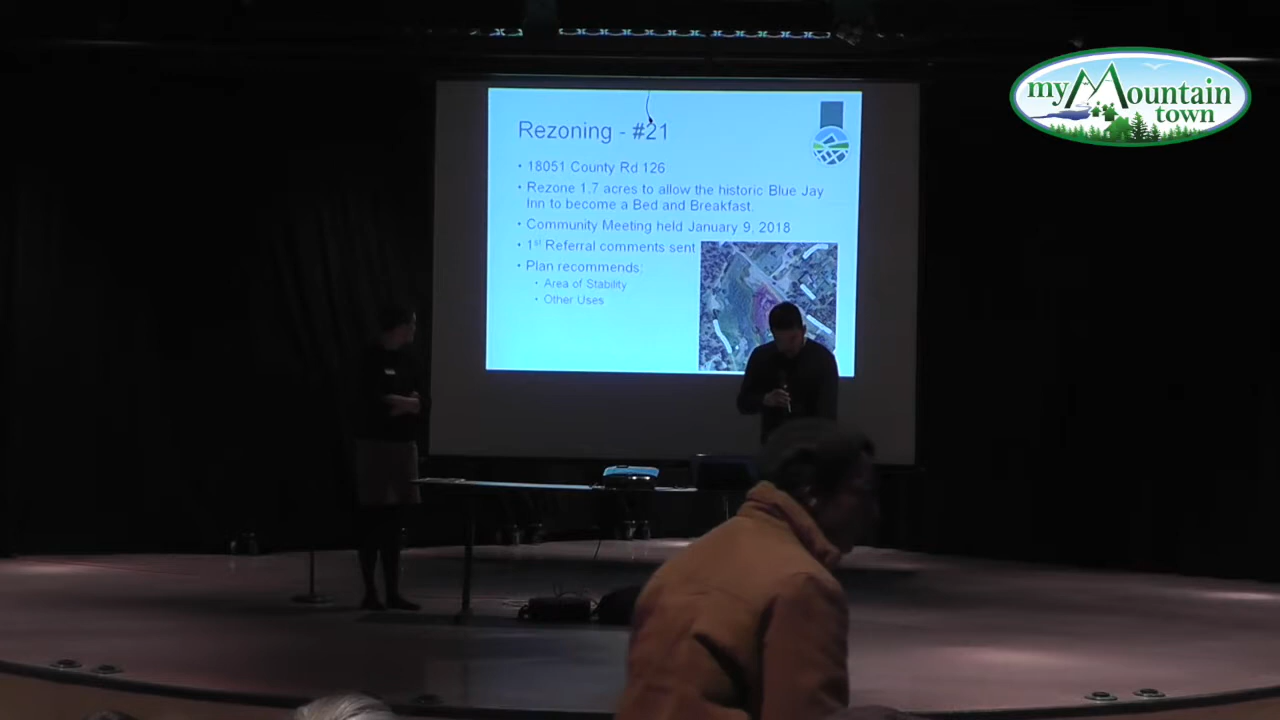 my Mountain
town
Rezoning - #21
• 18051 County Rd 126
• Rezone 1.7 acres to allow the historic Blue Jay
Inn to become a Bed and Breakfast.
• Community Meeting held January 9, 2018
• 1st Referral comments sent
• Plan recommends:
• Area of Stability
• Other Uses